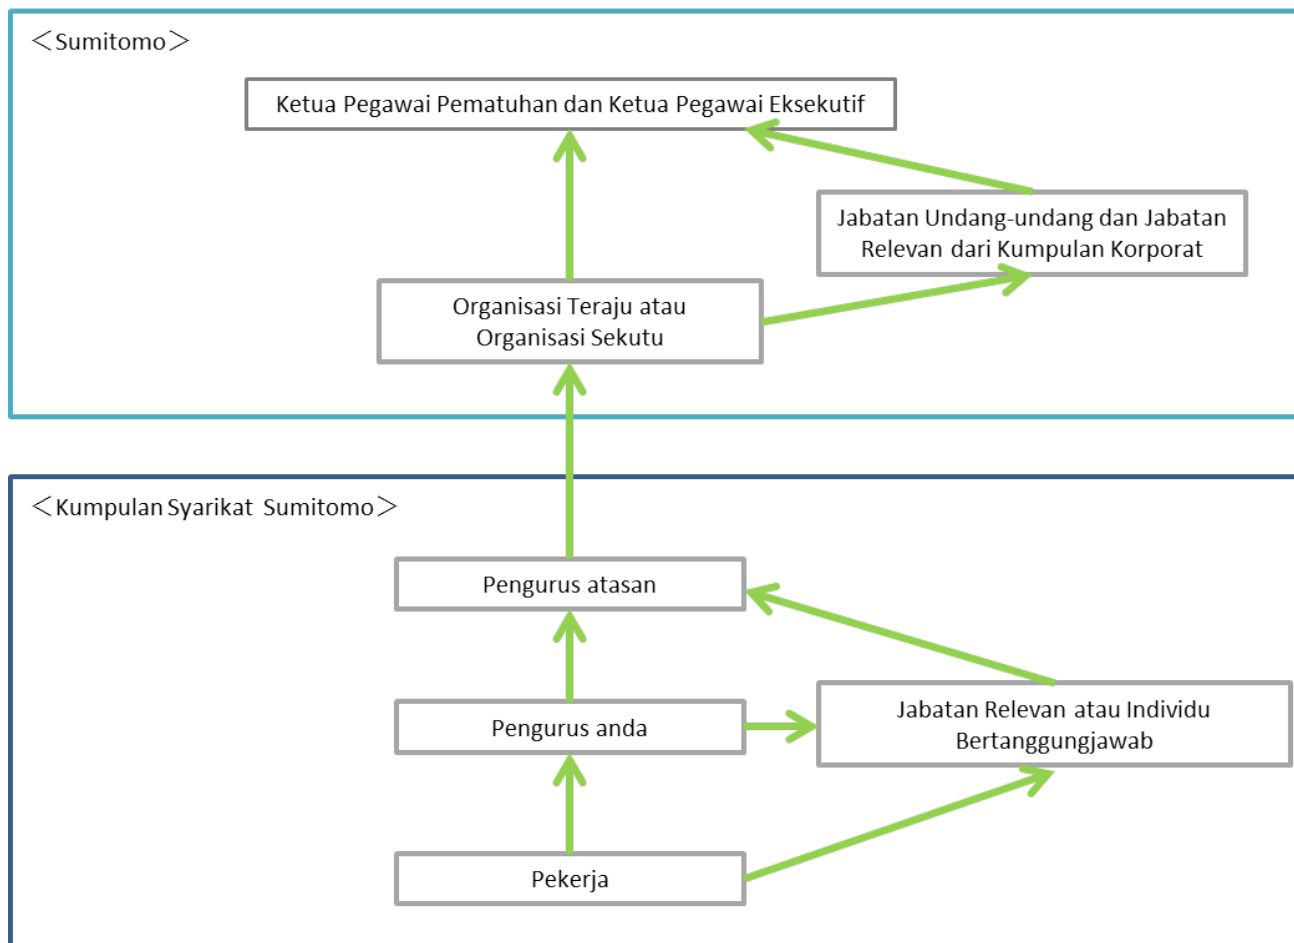 ＜Sumitomo＞
Ketua Pegawai Pematuhan dan Ketua Pegawai Eksekutif
Jabatan Undang-undang dan Jabatan
Relevan dari Kumpulan Korporat
Organisasi Teraju atau
Organisasi Sekutu
＜Kumpulan Syarikat Sumitomo＞
Pengurus atasan
Pengurus anda
Jabatan Relevan atau Individu
Bertanggungjawab
Pekerja